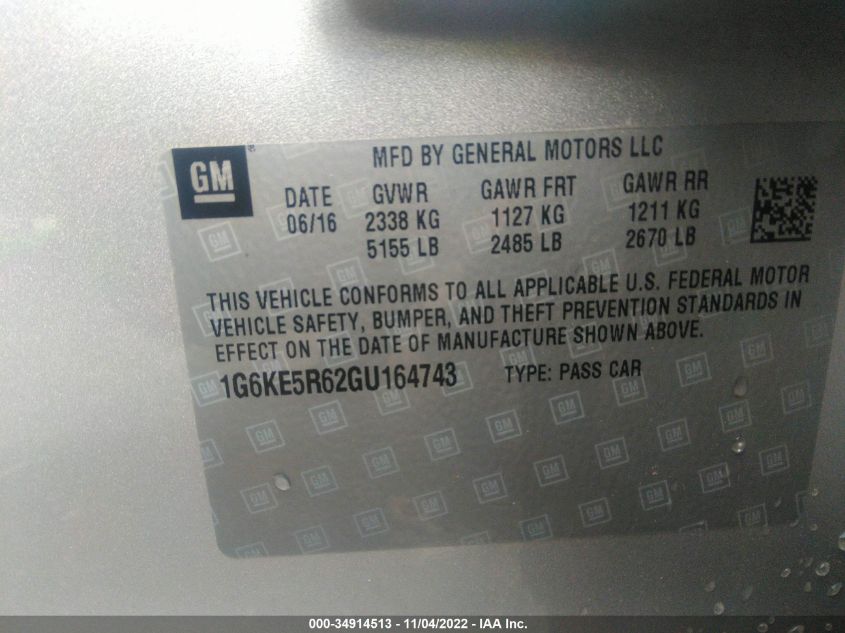 GM
MFD BY GENERAL MOTORS LLC
DATE GVWR GAWR FRT GAWR RR
06/16 2338 KG 1127 KG 1211 KG
5155 LB 2485 LB 2670 LB
THIS VEHICLE CONFORMS TO ALL APPLICABLE U.S. FEDERAL MOTOR
VEHICLE SAFETY, BUMPER, AND THEFT PREVENTION STANDARDS IN
EFFECT ON THE DATE OF MANUFACTURE SHOWN ABOVE.
1G6KE5R62GU164743 TYPE: PASS CAR
000-34914513 - 11/04/2022 - IAA Inc.